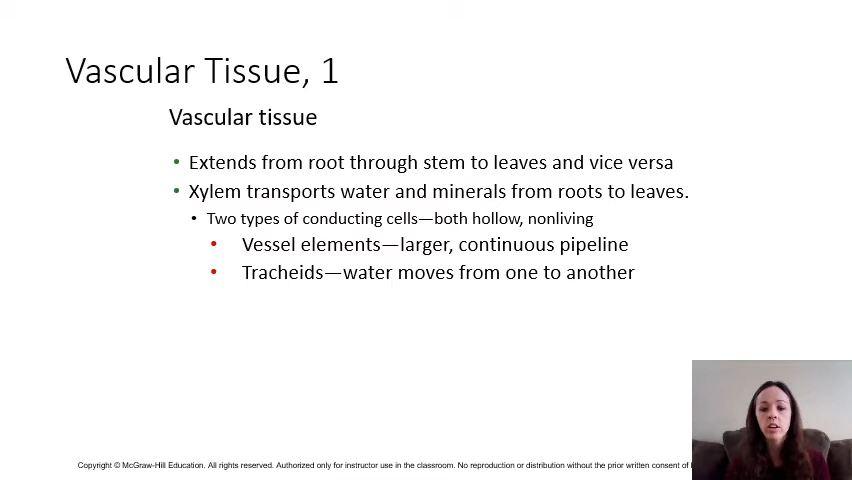 Vascular Tissue, 1
Vascular tissue
• Extends from root through stem to leaves and vice versa
• Xylem transports water and minerals from roots to leaves.
• Two types of conducting cells—both hollow, nonliving
• Vessel elements—larger, continuous pipeline
• Tracheids—water moves from one to another
Copyright © McGraw-Hill Education. All rights reserved. Authorized only for instructor use in the classroom. No reproduction or distribution without the prior written consent of